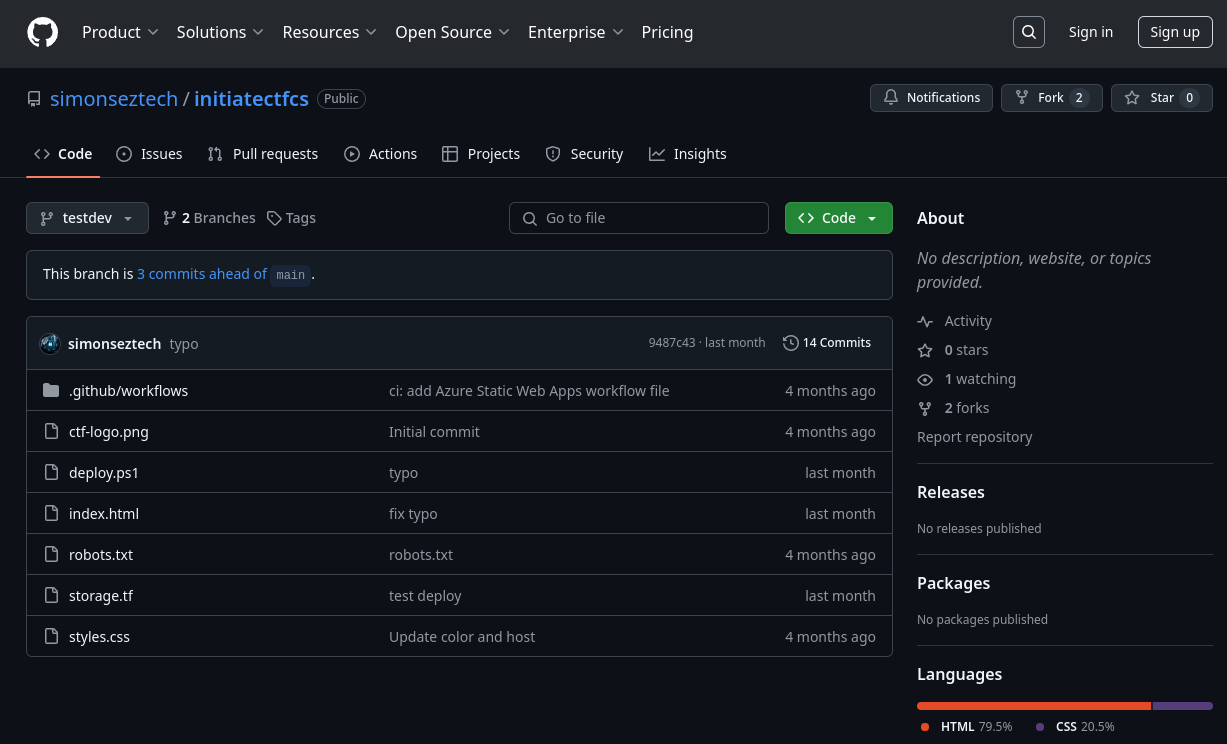 Product Solutions Resources Open Source Enterprise Pricing Sign in Sign up
simonseztech / initiatectfcs Public Notifications Fork 2 Star 0
Code Issues Pull requests Actions Projects Security Insights
testdev 2 Branches Tags Go to file Code
This branch is 3 commits ahead of main.
simonseztech typo 9487c43 · last month 14 Commits
.github/workflows ci: add Azure Static Web Apps workflow file 4 months ago
ctf-logo.png Initial commit 4 months ago
deploy.ps1 typo last month
index.html fix typo last month
robots.txt robots.txt 4 months ago
storage.tf test deploy last month
styles.css Update color and host 4 months ago
About
No description, website, or topics
provided.
Activity
0 stars
1 watching
2 forks
Report repository
Releases
No releases published
Packages
No packages published
Languages
HTML 79.5% CSS 20.5%